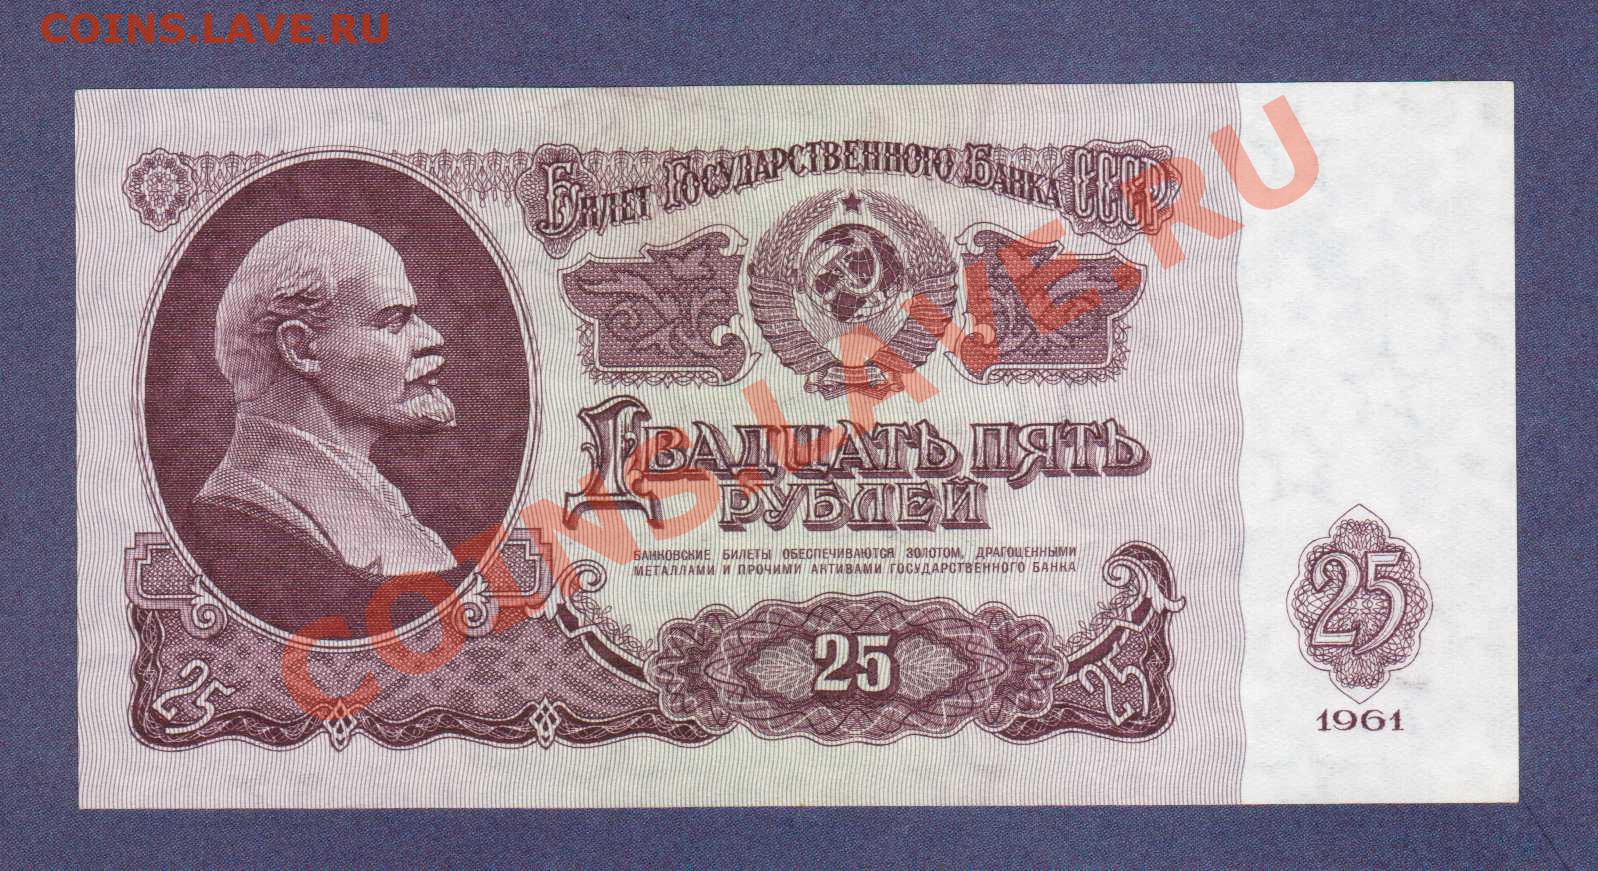 COINS.LAVE.RU
Билет Государственного Банка СССР
Двадцать пять
рублей
БАНКОВСКИЕ БИЛЕТЫ ОБЕСПЕЧИВАЮТСЯ ЗОЛОТОМ, ДРАГОЦЕННЫМИ
МЕТАЛЛАМИ И ПРОЧИМИ АКТИВАМИ ГОСУДАРСТВЕННОГО БАНКА
25
25
25
25
1961
COINS.LAVE.RU